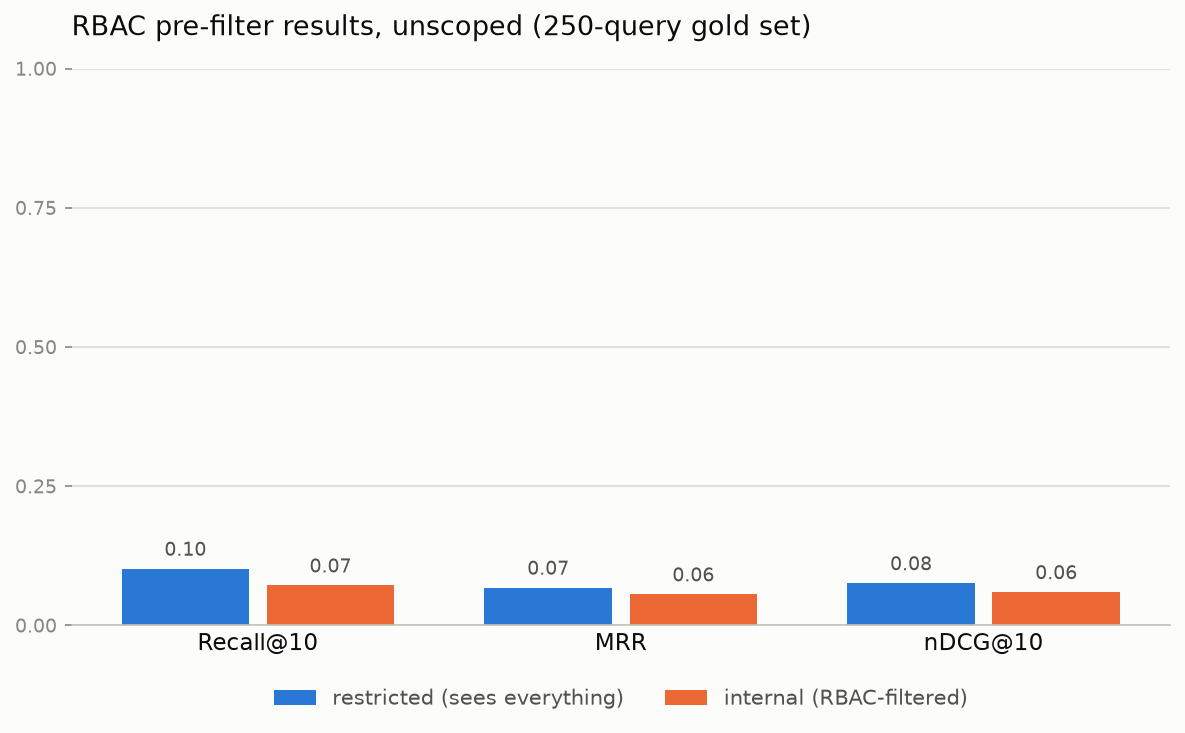 RBAC pre-filter results, unscoped (250-query gold set)
1.00
0.75
0.50
0.25
0.00
0.10
0.07
0.07
0.06
0.08
0.06
Recall@10
MRR
nDCG@10
restricted (sees everything)
internal (RBAC-filtered)